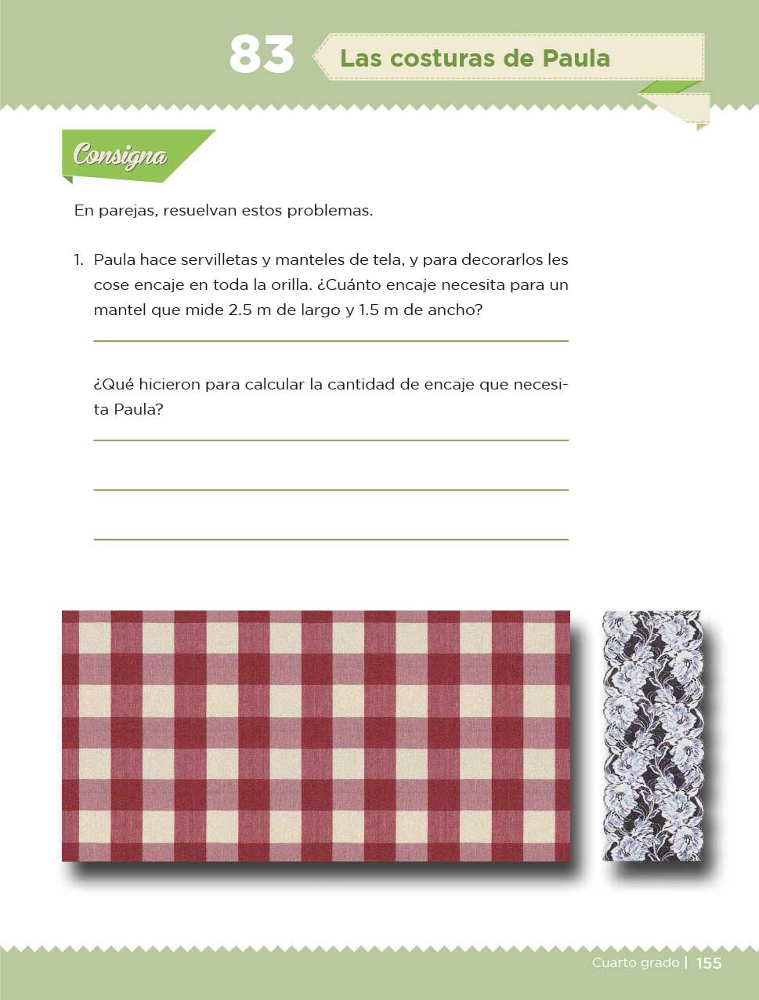 83
Las costuras de Paula
Consigna
En parejas, resuelvan estos problemas.
1. Paula hace servilletas y manteles de tela, y para decorarlos les
cose encaje en toda la orilla. ¿Cuánto encaje necesita para un
mantel que mide 2.5 m de largo y 1.5 m de ancho?
¿Qué hicieron para calcular la cantidad de encaje que necesi-
ta Paula?
Cuarto grado | 155